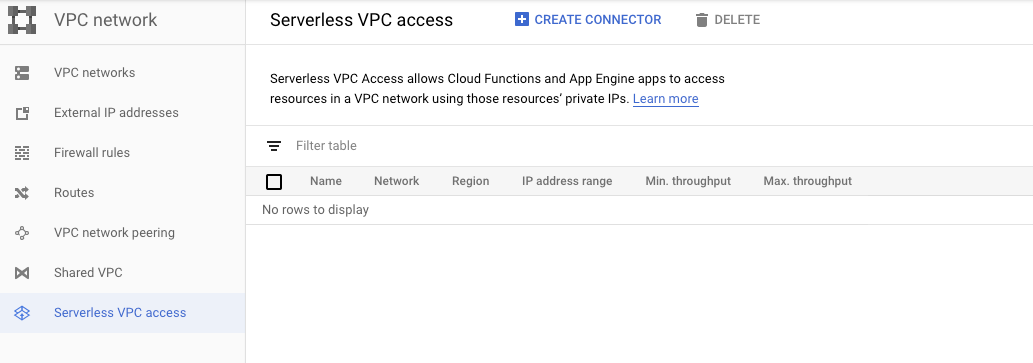 VPC network
VPC networks
External IP addresses
Firewall rules
Routes
VPC network peering
Shared VPC
Serverless VPC access
Serverless VPC access CREATE CONNECTOR DELETE
Serverless VPC Access allows Cloud Functions and App Engine apps to access
resources in a VPC network using those resources’ private IPs. Learn more
Filter table
Name Network Region IP address range Min. throughput Max. throughput
No rows to display